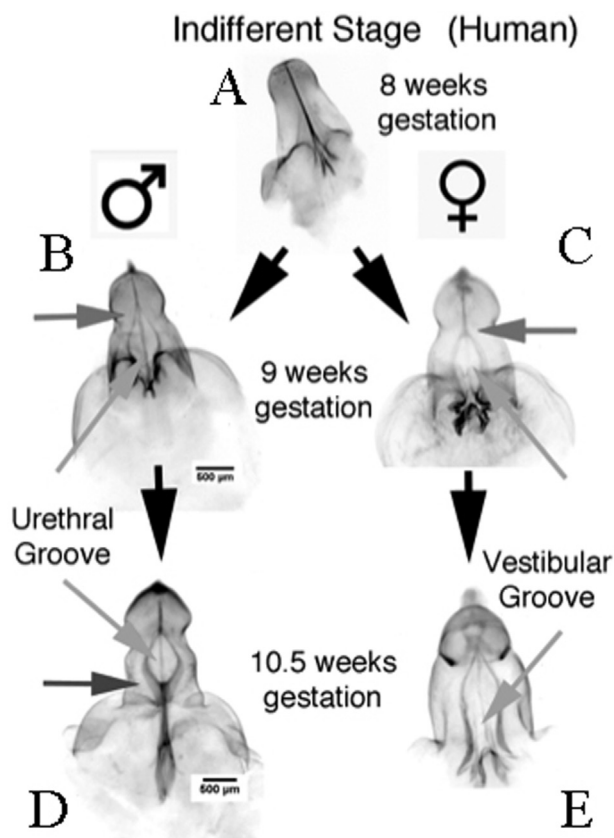 Indifferent Stage (Human)
A
8 weeks
gestation
B
C
9 weeks
gestation
500 µm
Urethral
Groove
Vestibular
Groove
10.5 weeks
gestation
500 µm
D
E